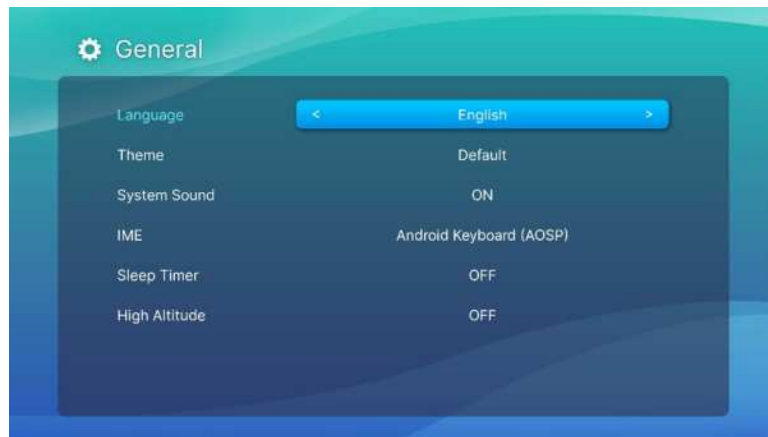 General
Language < English >
Theme Default
System Sound ON
IME Android Keyboard (AOSP)
Sleep Timer OFF
High Altitude OFF